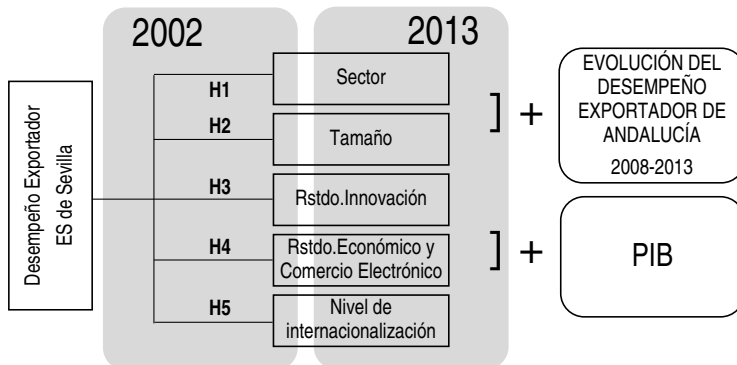 2002
2013
Desempeño Exportador
ES de Sevilla
H1
Sector
H2
Tamaño
H3
Rstdo.Innovación
H4
Rstdo.Económico y
Comercio Electrónico
H5
Nivel de
internacionalización
] +
EVOLUCIÓN DEL
DESEMPEÑO
EXPORTADOR DE
ANDALUCÍA
2008-2013
] +
PIB